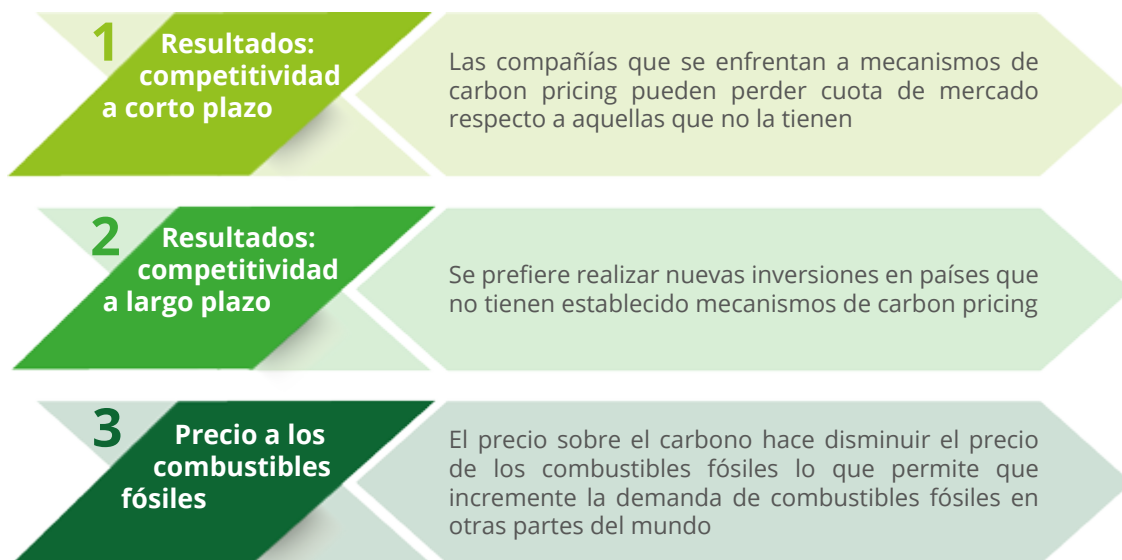 1
Resultados:
competitividad
a corto plazo
Las compañías que se enfrentan a mecanismos de
carbon pricing pueden perder cuota de mercado
respecto a aquellas que no la tienen
2
Resultados:
competitividad
a largo plazo
Se prefiere realizar nuevas inversiones en países que
no tienen establecido mecanismos de carbon pricing
3
Precio a los
combustibles
fósiles
El precio sobre el carbono hace disminuir el precio
de los combustibles fósiles lo que permite que
incremente la demanda de combustibles fósiles en
otras partes del mundo